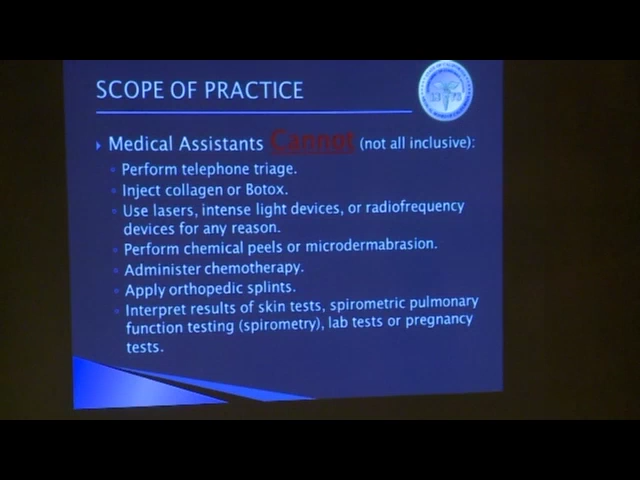 SCOPE OF PRACTICE
Medical Assistants Cannot (not all inclusive):
Perform telephone triage.
Inject collagen or Botox.
Use lasers, intense light devices, or radiofrequency
devices for any reason.
Perform chemical peels or microdermabrasion.
Administer chemotherapy.
Apply orthopedic splints.
Interpret results of skin tests, spirometric pulmonary
function testing (spirometry), lab tests or pregnancy
tests.